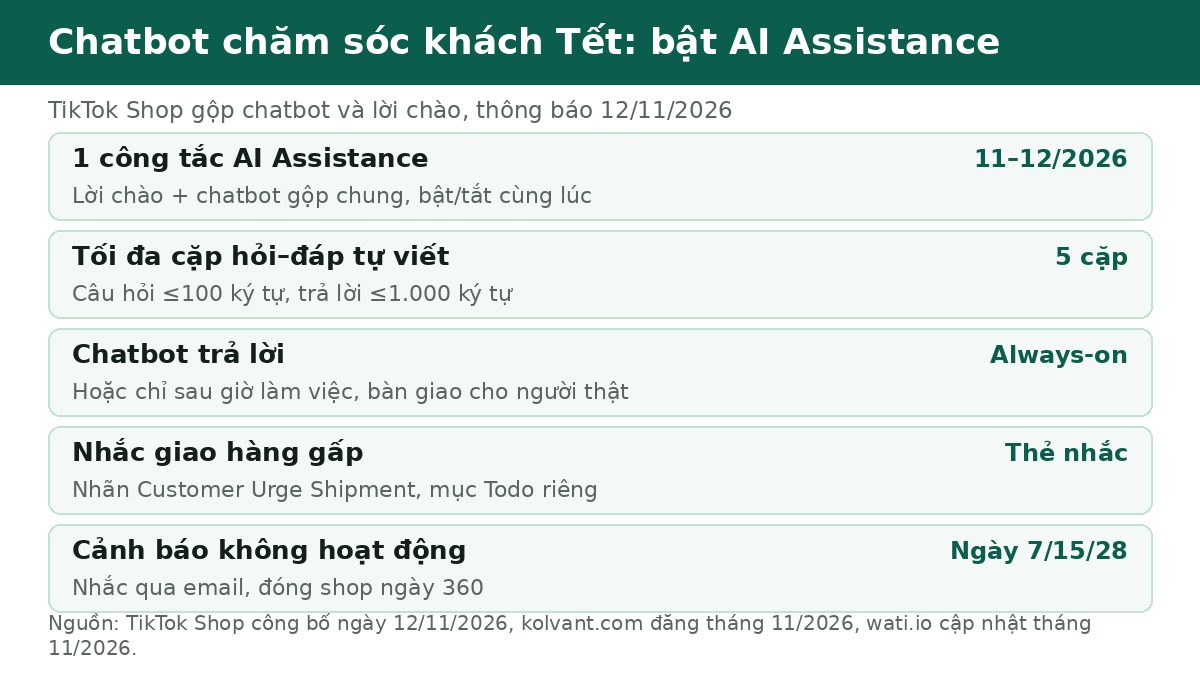 Chatbot chăm sóc khách Tết: bật AI Assistance
TikTok Shop gộp chatbot và lời chào, thông báo 12/11/2026
1 công tắc AI Assistance
11–12/2026
Lời chào + chatbot gộp chung, bật/tắt cùng lúc
Tối đa cặp hỏi–đáp tự viết
5 cặp
Câu hỏi ≤100 ký tự, trả lời ≤1.000 ký tự
Chatbot trả lời
Always-on
Hoặc chỉ sau giờ làm việc, bàn giao cho người thật
Nhắc giao hàng gấp
Thẻ nhắc
Nhãn Customer Urge Shipment, mục Todo riêng
Cảnh báo không hoạt động
Ngày 7/15/28
Nhắc qua email, đóng shop ngày 360
Nguồn: TikTok Shop công bố ngày 12/11/2026, kolvant.com đăng tháng 11/2026, wati.io cập nhật tháng
11/2026.